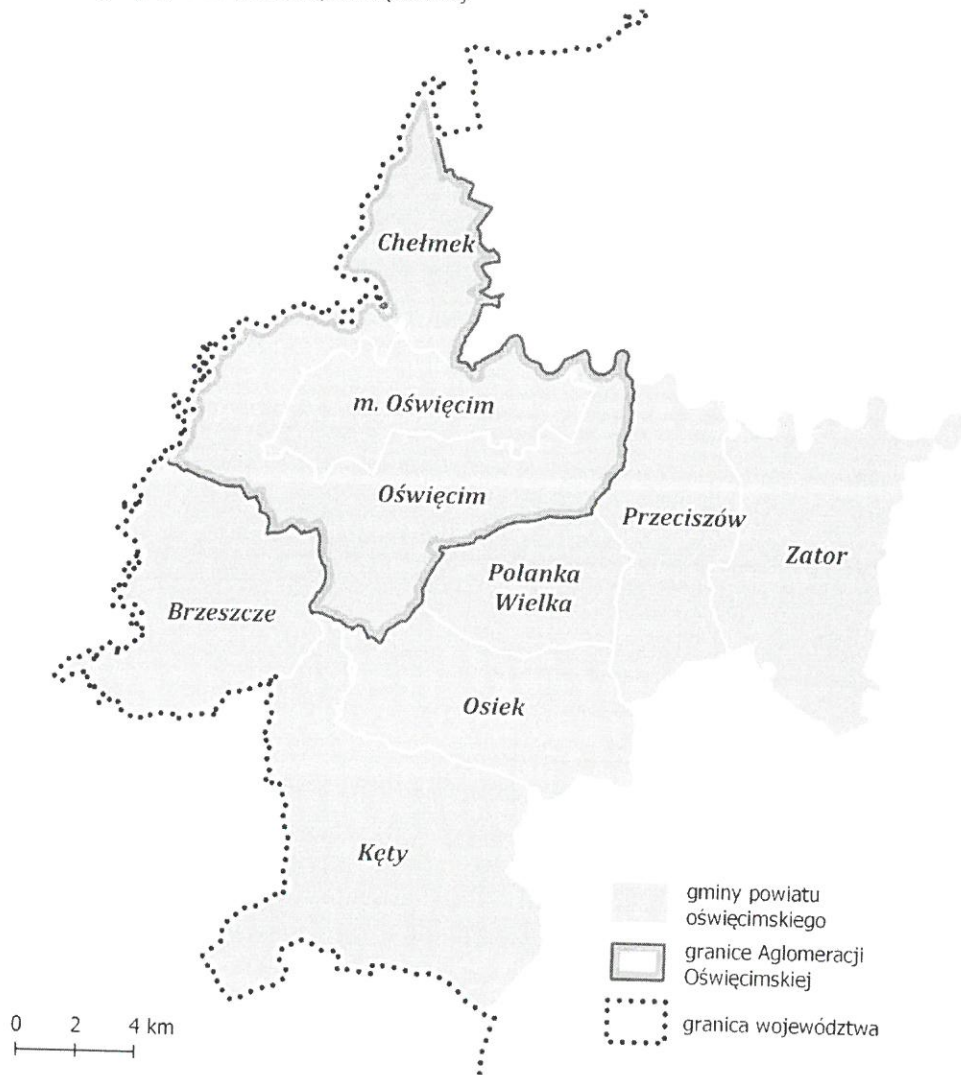 Chełmek
m. Oświęcim
Oświęcim
Przeciszów
Zator
Polanka
Wielka
Brzeszcze
Osiek
Kęty
gminy powiatu
oświęcimskiego
granice Aglomeracji
Oświęcimskiej
granica województwa
0 2 4 km